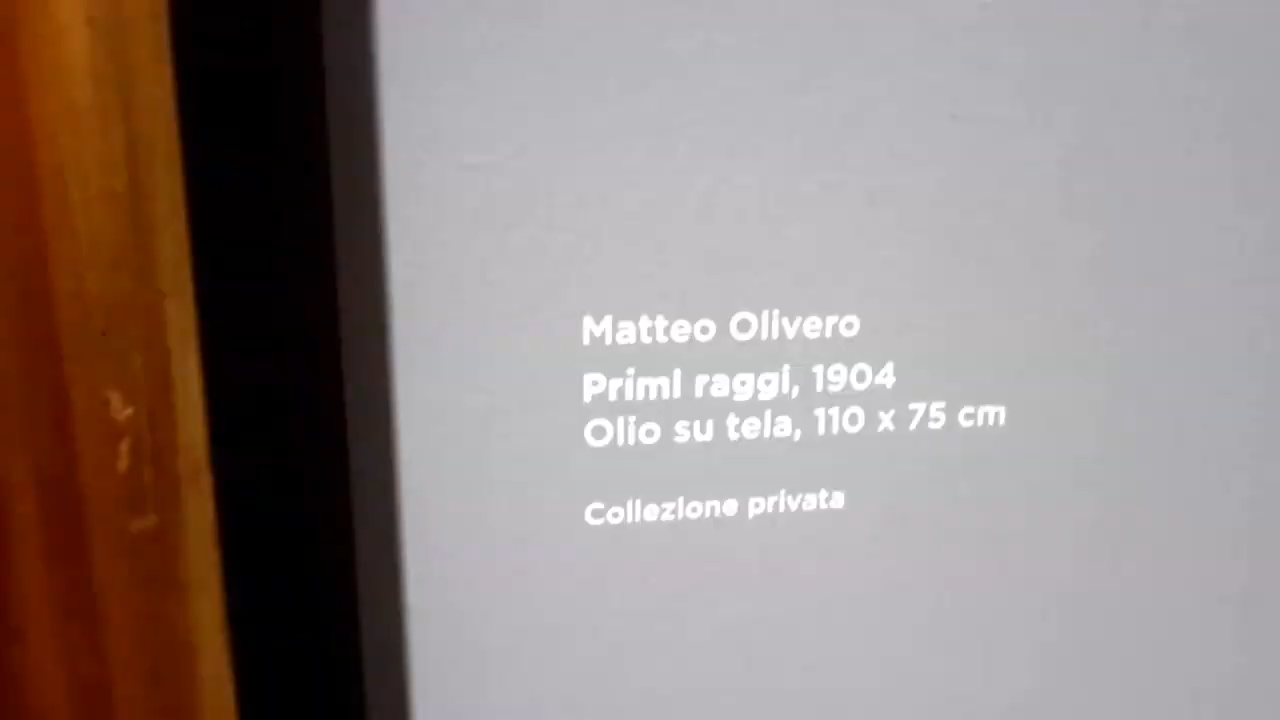 Matteo Olivero
Primi raggi, 1904
Olio su tela, 110 x 75 cm
Collezione privata